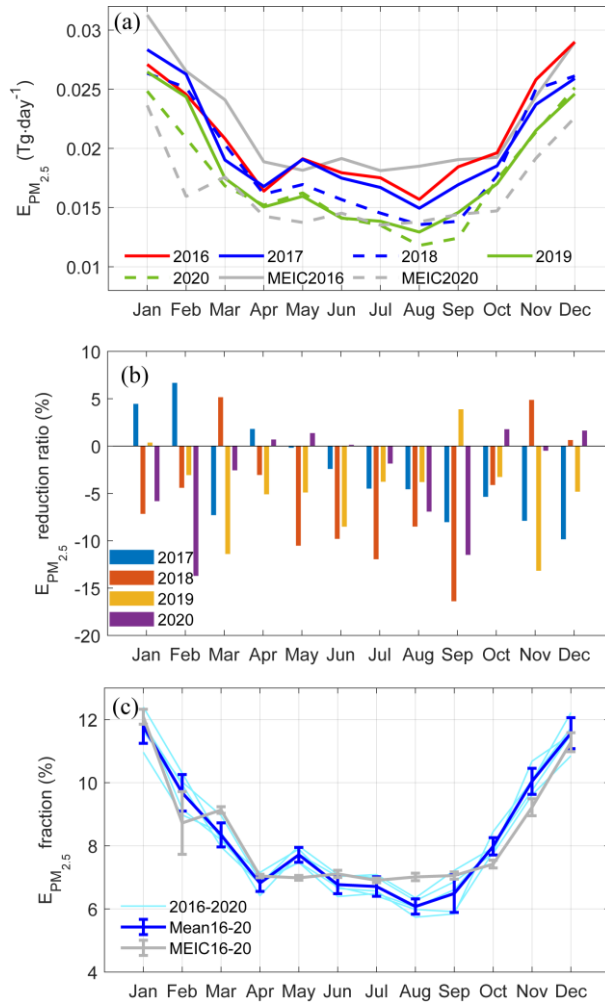 (a)
E_PM2.5 (Tg·day⁻¹)
0.03
0.025
0.02
0.015
0.01
2016 2017 2018 2019
2020 MEIC2016 MEIC2020
Jan Feb Mar Apr May Jun Jul Aug Sep Oct Nov Dec
(b)
E_PM2.5 reduction ratio (%)
10
5
0
-5
-10
-15
-20
2017
2018
2019
2020
Jan Feb Mar Apr May Jun Jul Aug Sep Oct Nov Dec
(c)
E_PM2.5 fraction (%)
12
10
8
6
4
2016-2020
Mean16-20
MEIC16-20
Jan Feb Mar Apr May Jun Jul Aug Sep Oct Nov Dec